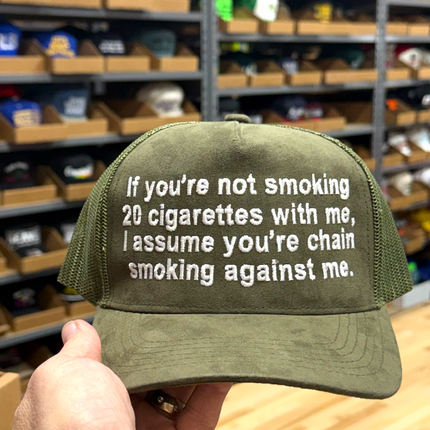 If you're not smoking
20 cigarettes with me,
I assume you're chain
smoking against me.